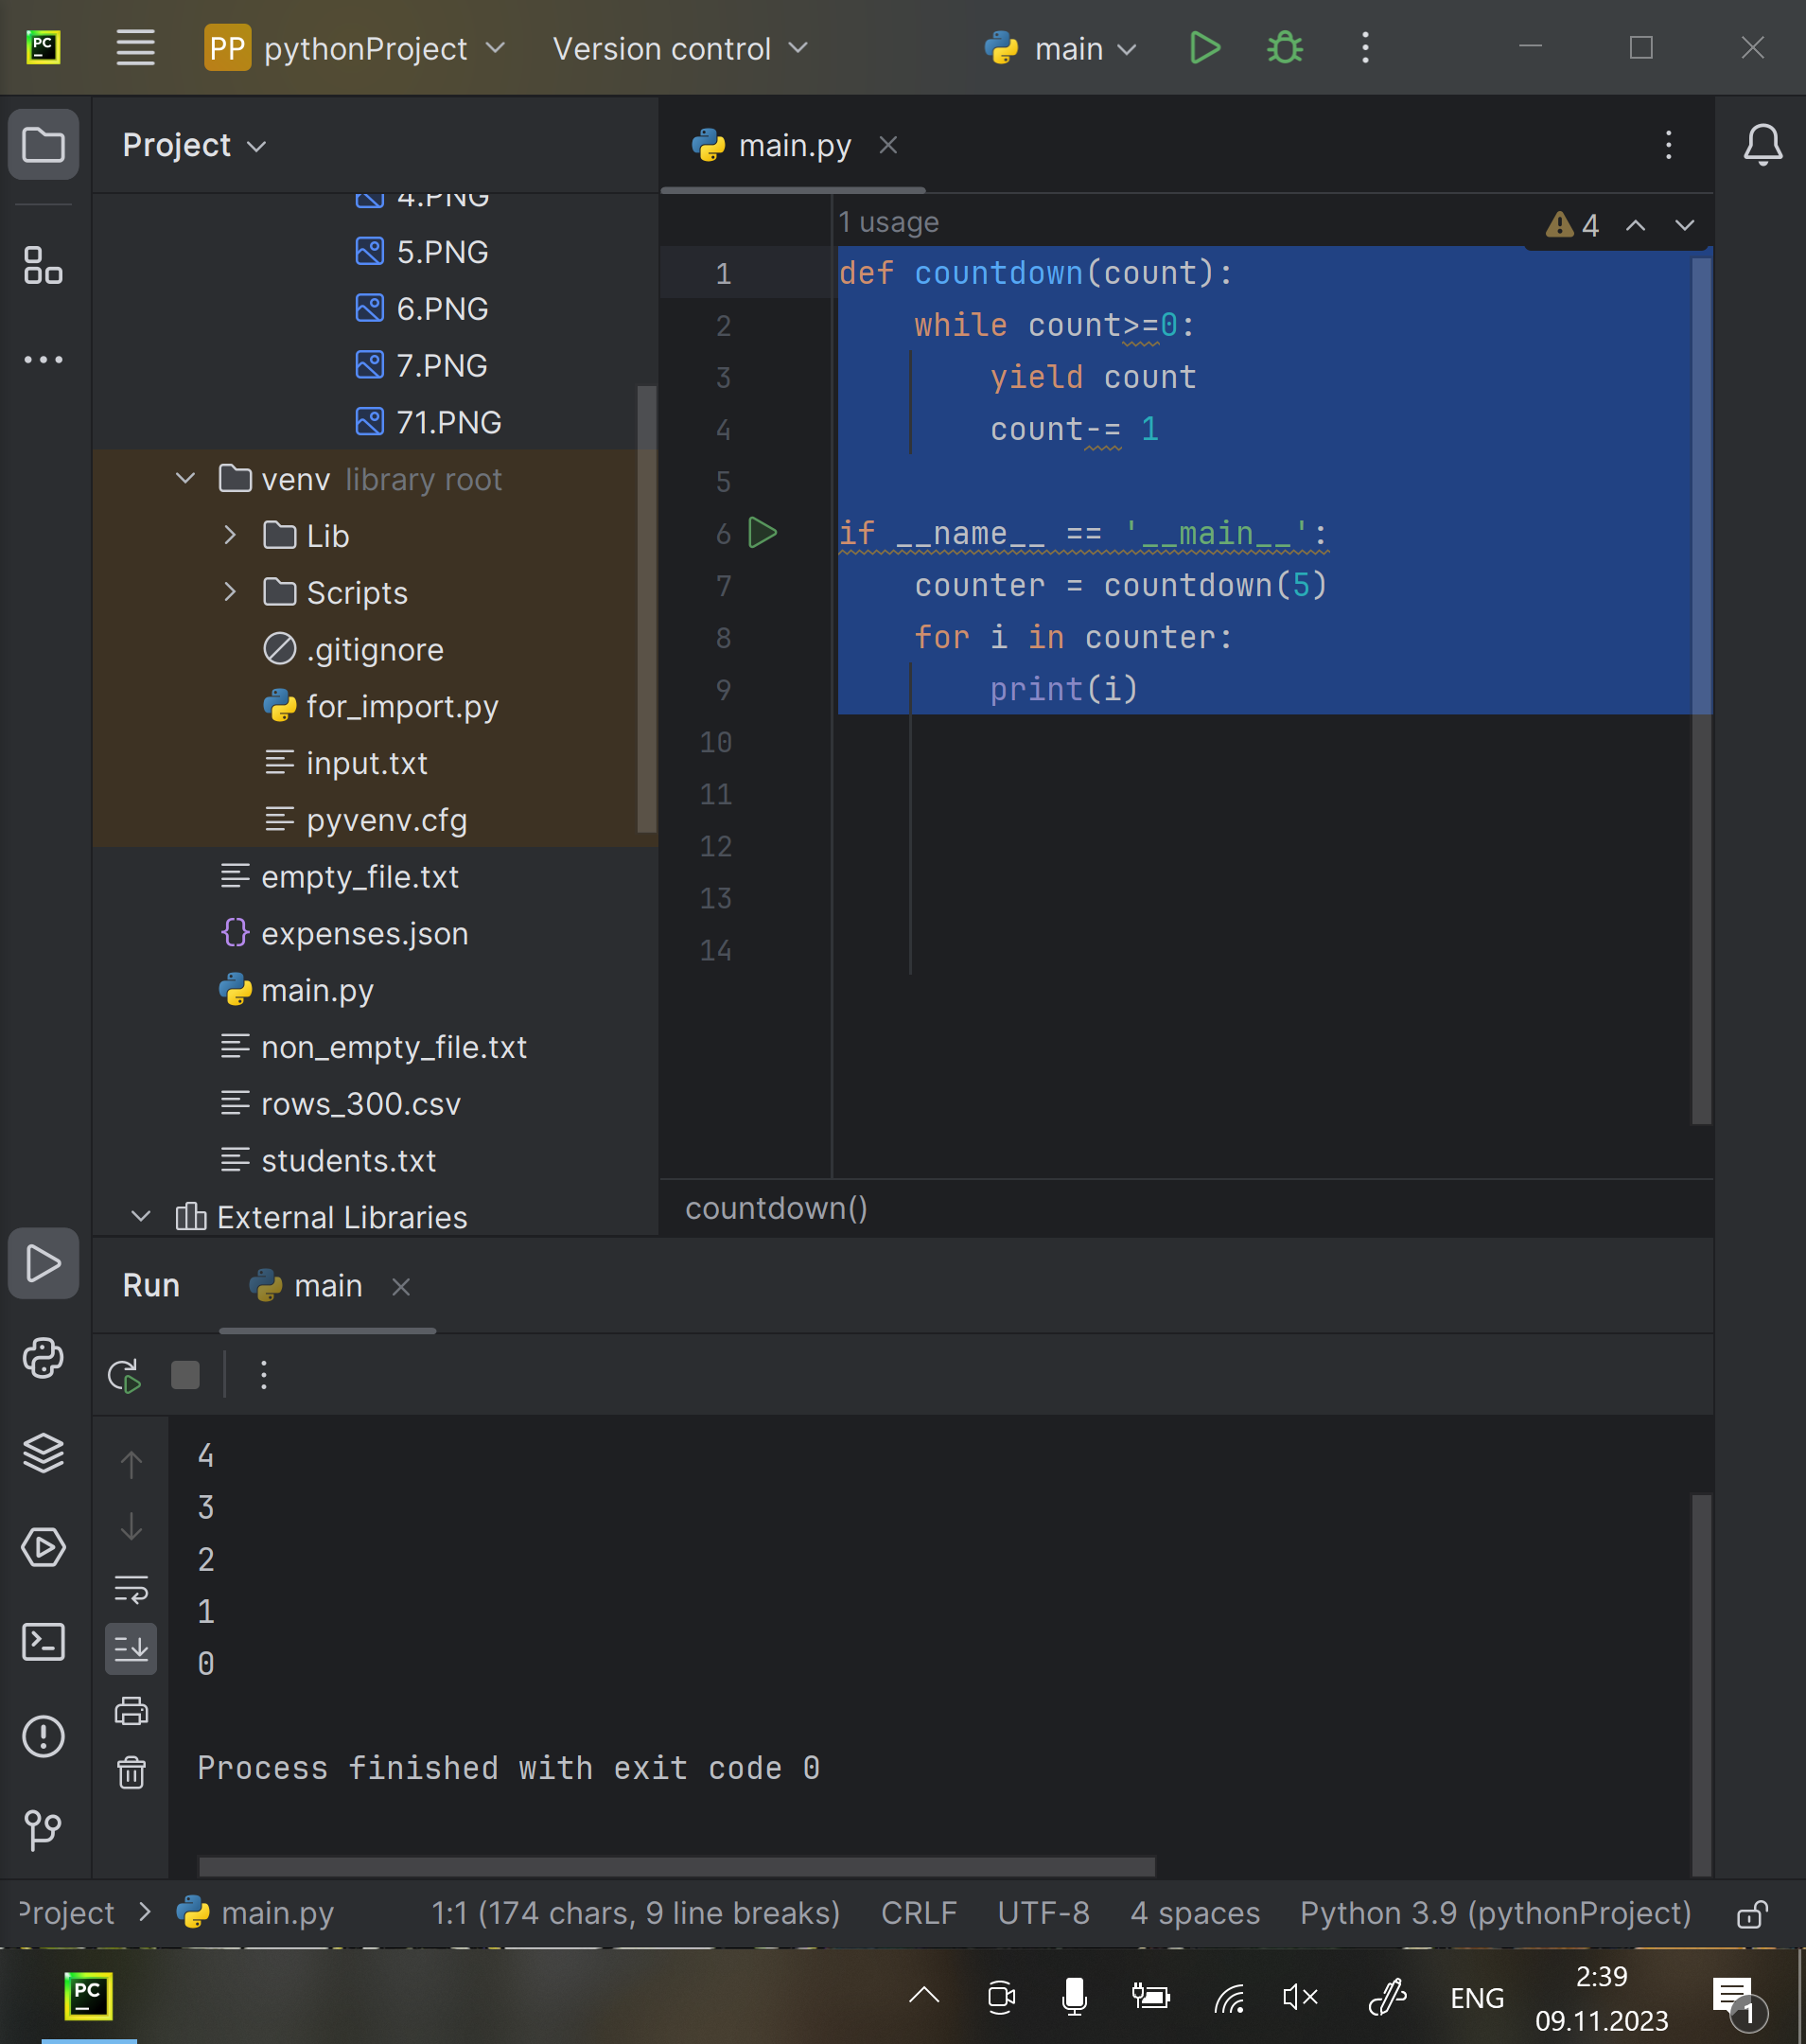 PC
PP pythonProject
Version control
main
Project
main.py
4.PNG
5.PNG
6.PNG
7.PNG
71.PNG
venv library root
Lib
Scripts
.gitignore
for_import.py
input.txt
pyvenv.cfg
empty_file.txt
expenses.json
main.py
non_empty_file.txt
rows_300.csv
students.txt
External Libraries
1 usage
4
1 def countdown(count):
2 while count>=0:
3 yield count
4 count-= 1
5
6 if __name__ == '__main__':
7 counter = countdown(5)
8 for i in counter:
9 print(i)
10
11
12
13
14
countdown()
Run
main
4
3
2
1
0
Process finished with exit code 0
Project
main.py
1:1 (174 chars, 9 line breaks)
CRLF
UTF-8
4 spaces
Python 3.9 (pythonProject)
PC
ENG
2:39
09.11.2023
1